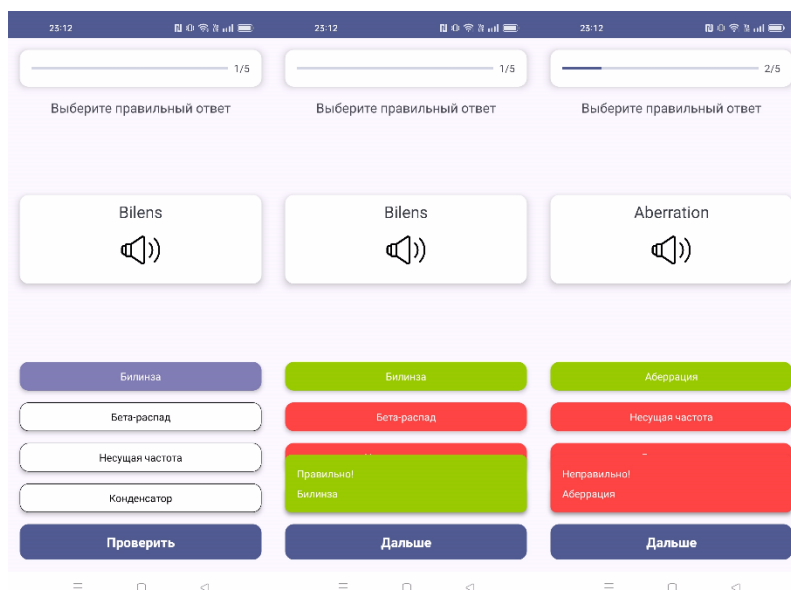 23:12
1/5
Выберите правильный ответ
Bilens
Билинза
Бета-распад
Несущая частота
Конденсатор
Проверить
23:12
1/5
Выберите правильный ответ
Bilens
Билинза
Бета-распад
Правильно!
Билинза
Дальше
23:12
2/5
Выберите правильный ответ
Aberration
Аберрация
Несущая частота
Неправильно!
Аберрация
Дальше